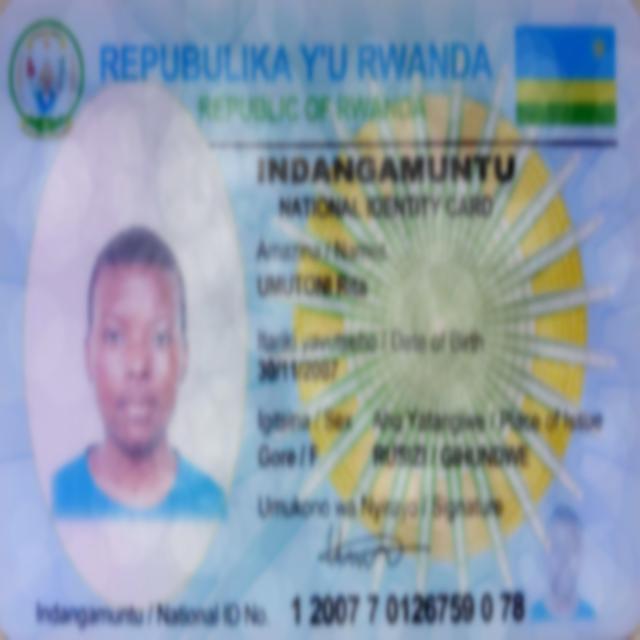 REPUBULIKA Y'U RWANDA
REPUBLIC OF RWANDA
INDANGAMUNTU
NATIONAL IDENTITY CARD
Amazina / Names
UMUTONI Rita
Itariki yavutseho / Date of Birth
30/11/2007
Igitsina / Sex Aho Yatangiwe / Place of Issue
Gore / F RUSIZI / GIHUNDWE
Umukono wa Nyirayo / Signature
Indangamuntu / National ID No. 1 2007 7 0126759 0 78